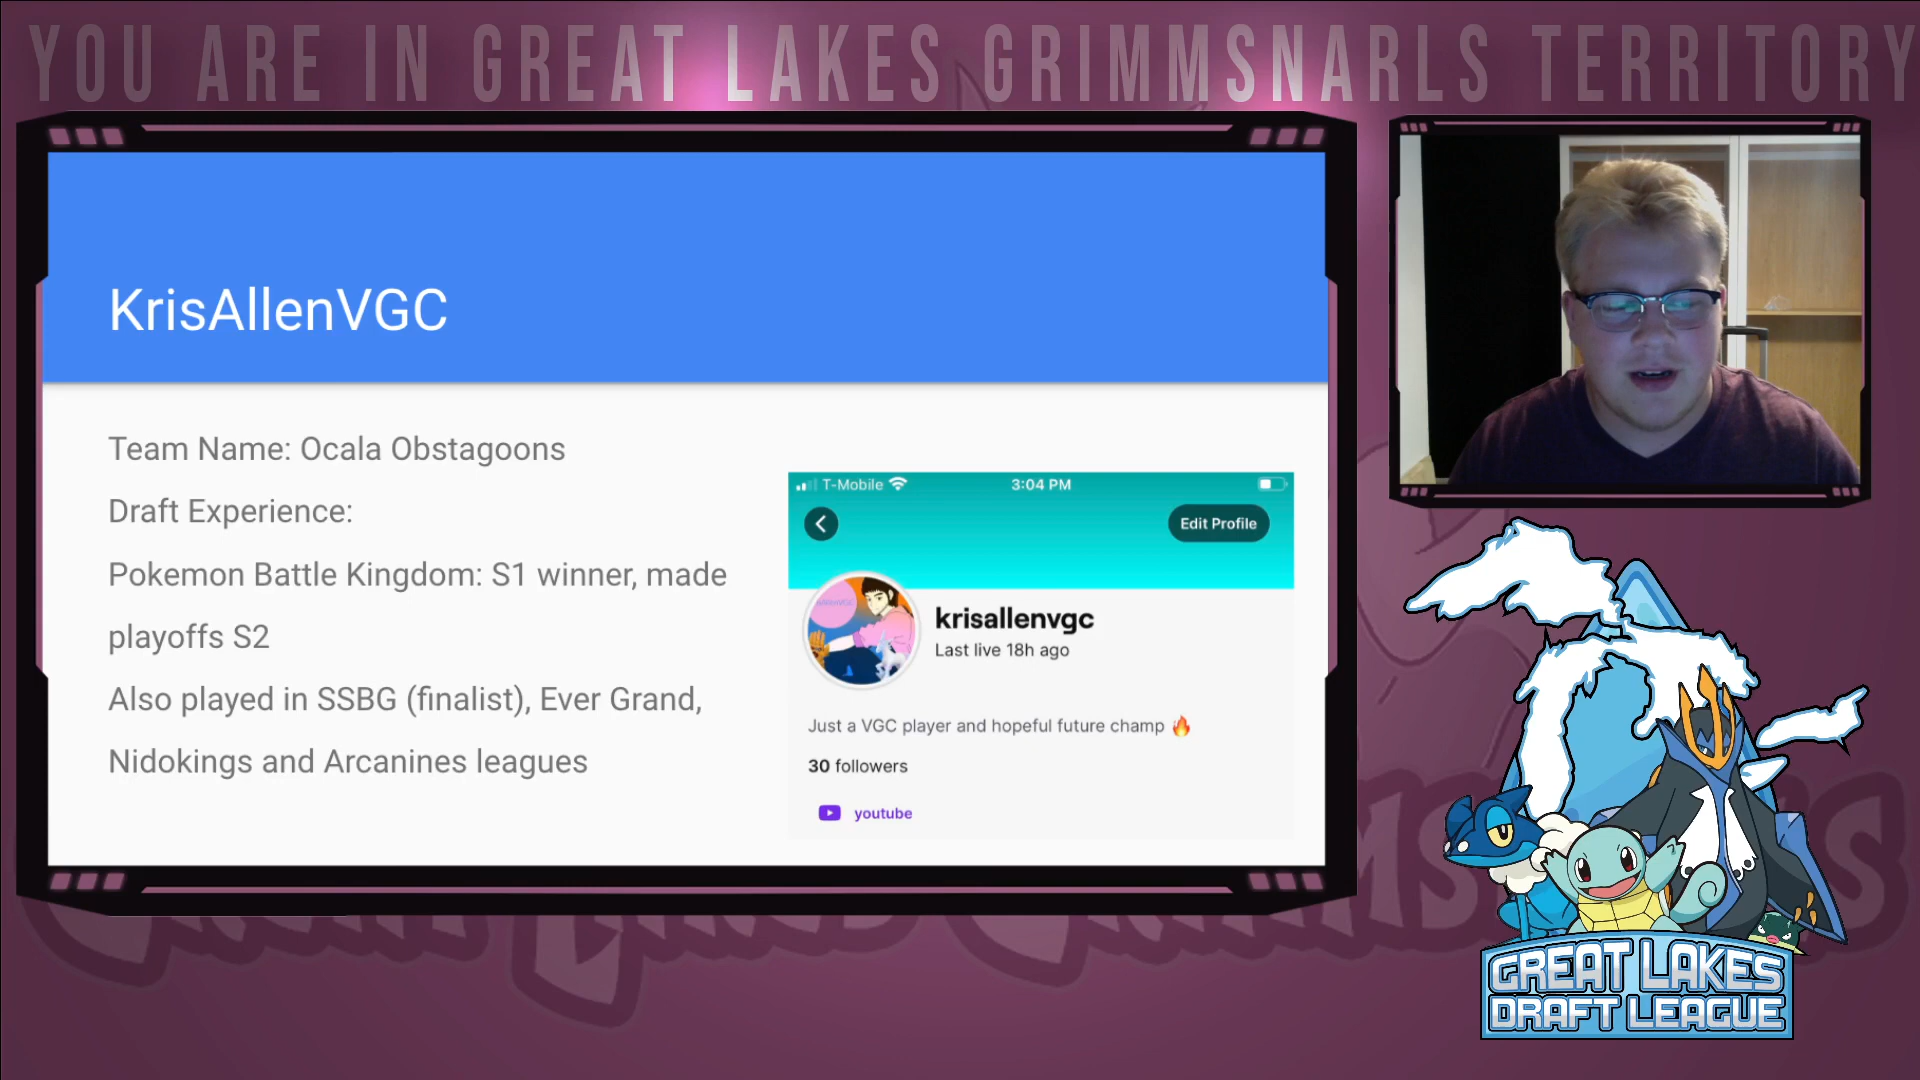 YOU ARE IN GREAT LAKES GRIMMSNARLS TERRITORY
KrisAllenVGC
Team Name: Ocala Obstagoons
Draft Experience:
Pokemon Battle Kingdom: S1 winner, made
playoffs S2
Also played in SSBG (finalist), Ever Grand,
Nidokings and Arcanines leagues
T-Mobile 3:04 PM
Edit Profile
krisallenvgc
Last live 18h ago
Just a VGC player and hopeful future champ 🔥
30 followers
youtube
GREAT LAKES
DRAFT LEAGUE